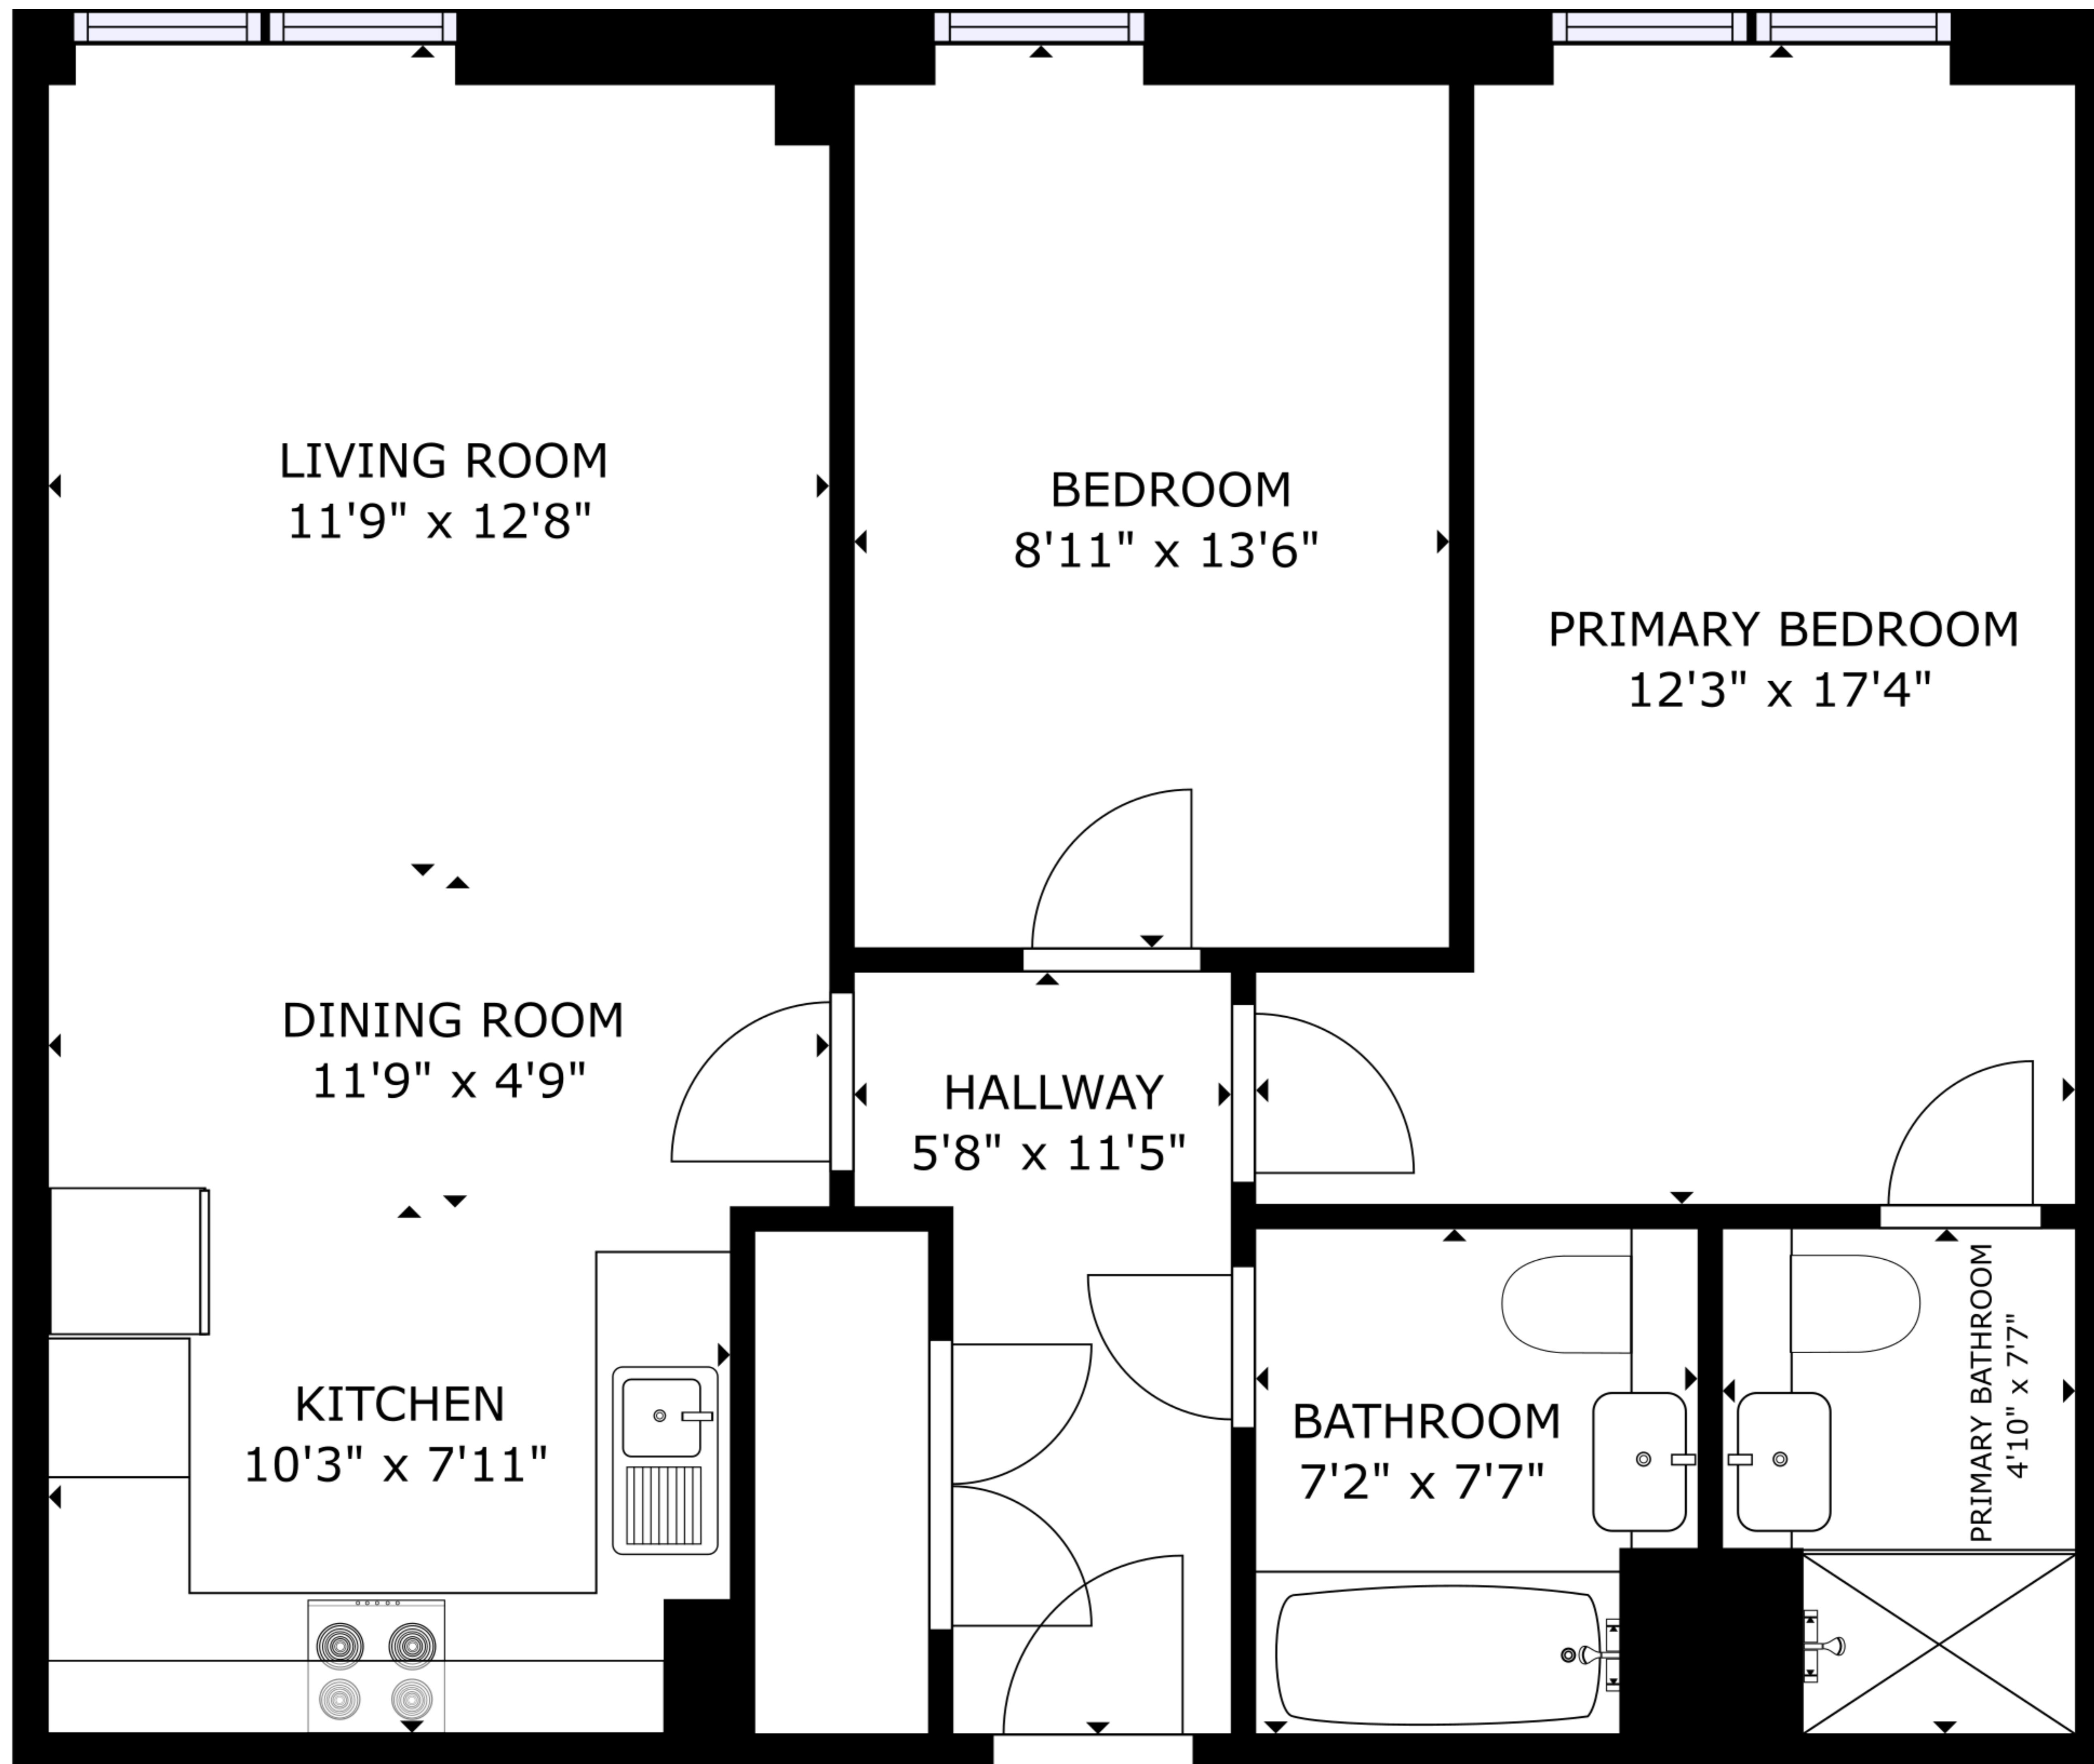 LIVING ROOM
11'9" x 12'8"
BEDROOM
8'11" x 13'6"
PRIMARY BEDROOM
12'3" x 17'4"
DINING ROOM
11'9" x 4'9"
HALLWAY
5'8" x 11'5"
KITCHEN
10'3" x 7'11"
BATHROOM
7'2" x 7'7"
PRIMARY BATHROOM
4'10" x 7'7"